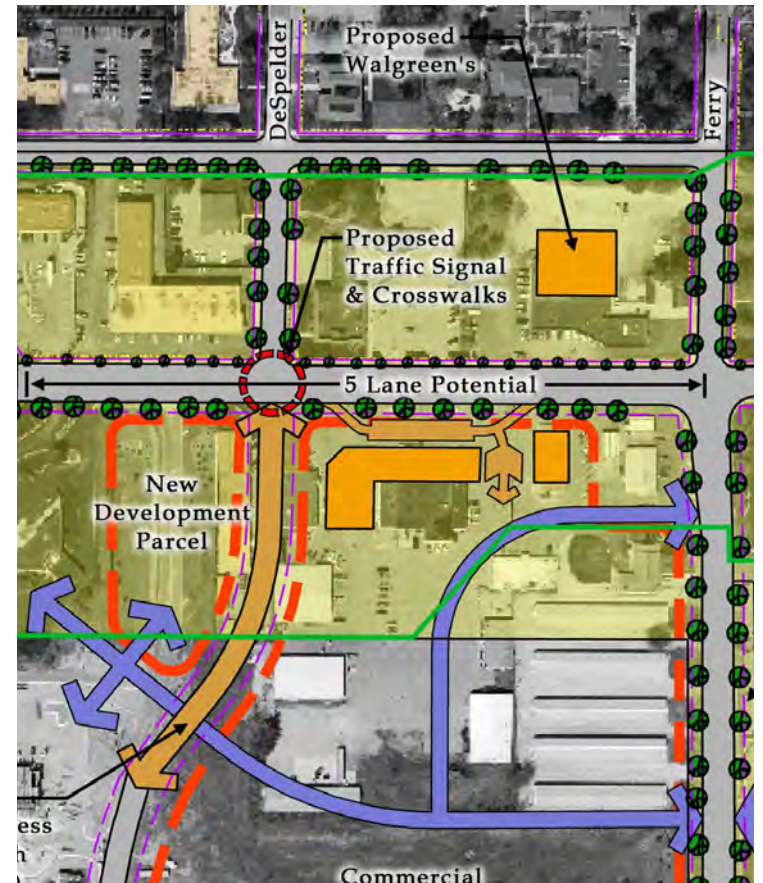 DeSpelder
Proposed
Walgreen's
Ferry
Proposed
Traffic Signal
& Crosswalks
5 Lane Potential
New
Development
Parcel
ess
Commercial